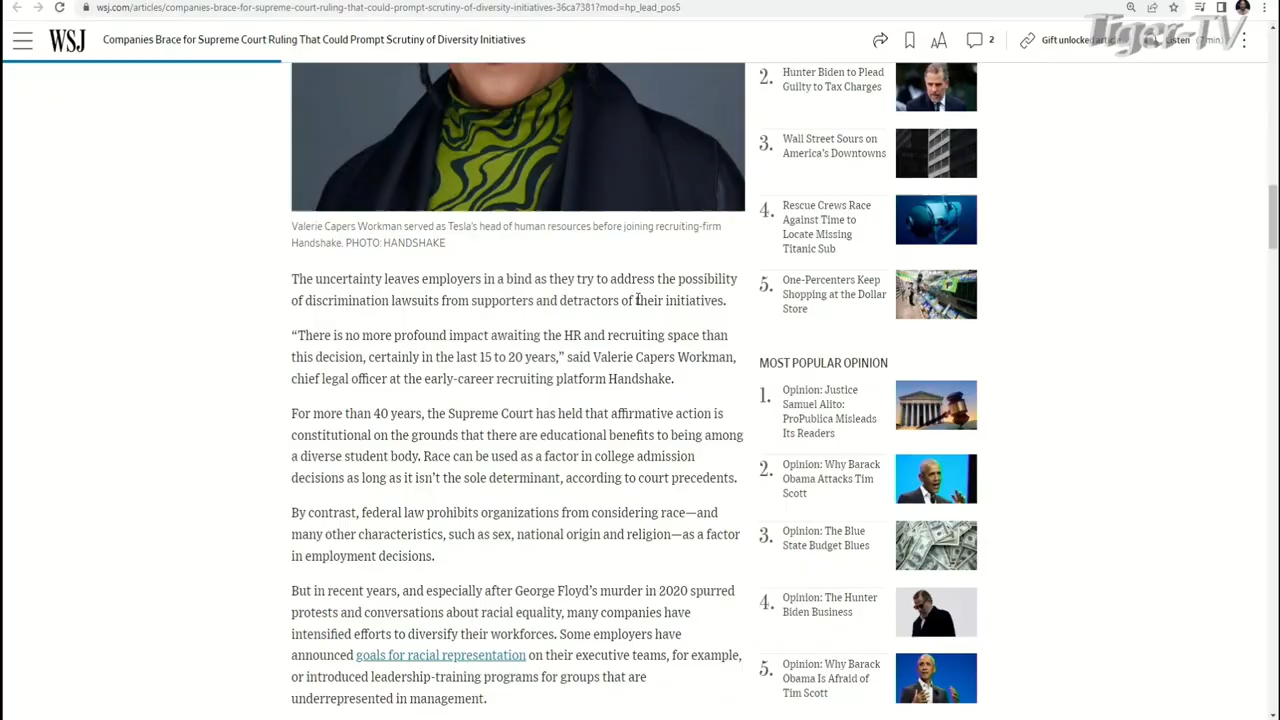 wsj.com/articles/companies-brace-for-supreme-court-ruling-that-could-prompt-scrutiny-of-diversity-initiatives-36ca7381?mod=hp_lead_pos5
Tiger TV
WSJ
Companies Brace for Supreme Court Ruling That Could Prompt Scrutiny of Diversity Initiatives
AA
2
Gift unlocked article
Listen
Valerie Capers Workman served as Tesla's head of human resources before joining recruiting-firm
Handshake. PHOTO: HANDSHAKE
The uncertainty leaves employers in a bind as they try to address the possibility
of discrimination lawsuits from supporters and detractors of their initiatives.
“There is no more profound impact awaiting the HR and recruiting space than
this decision, certainly in the last 15 to 20 years,” said Valerie Capers Workman,
chief legal officer at the early-career recruiting platform Handshake.
For more than 40 years, the Supreme Court has held that affirmative action is
constitutional on the grounds that there are educational benefits to being among
a diverse student body. Race can be used as a factor in college admission
decisions as long as it isn’t the sole determinant, according to court precedents.
By contrast, federal law prohibits organizations from considering race—and
many other characteristics, such as sex, national origin and religion—as a factor
in employment decisions.
But in recent years, and especially after George Floyd’s murder in 2020 spurred
protests and conversations about racial equality, many companies have
intensified efforts to diversify their workforces. Some employers have
announced goals for racial representation on their executive teams, for example,
or introduced leadership-training programs for groups that are
underrepresented in management.
2.
Hunter Biden to Plead
Guilty to Tax Charges
3.
Wall Street Sours on
America's Downtowns
4.
Rescue Crews Race
Against Time to
Locate Missing
Titanic Sub
5.
One-Percenters Keep
Shopping at the Dollar
Store
MOST POPULAR OPINION
1.
Opinion: Justice
Samuel Alito:
ProPublica Misleads
Its Readers
2.
Opinion: Why Barack
Obama Attacks Tim
Scott
3.
Opinion: The Blue
State Budget Blues
4.
Opinion: The Hunter
Biden Business
5.
Opinion: Why Barack
Obama Is Afraid of
Tim Scott